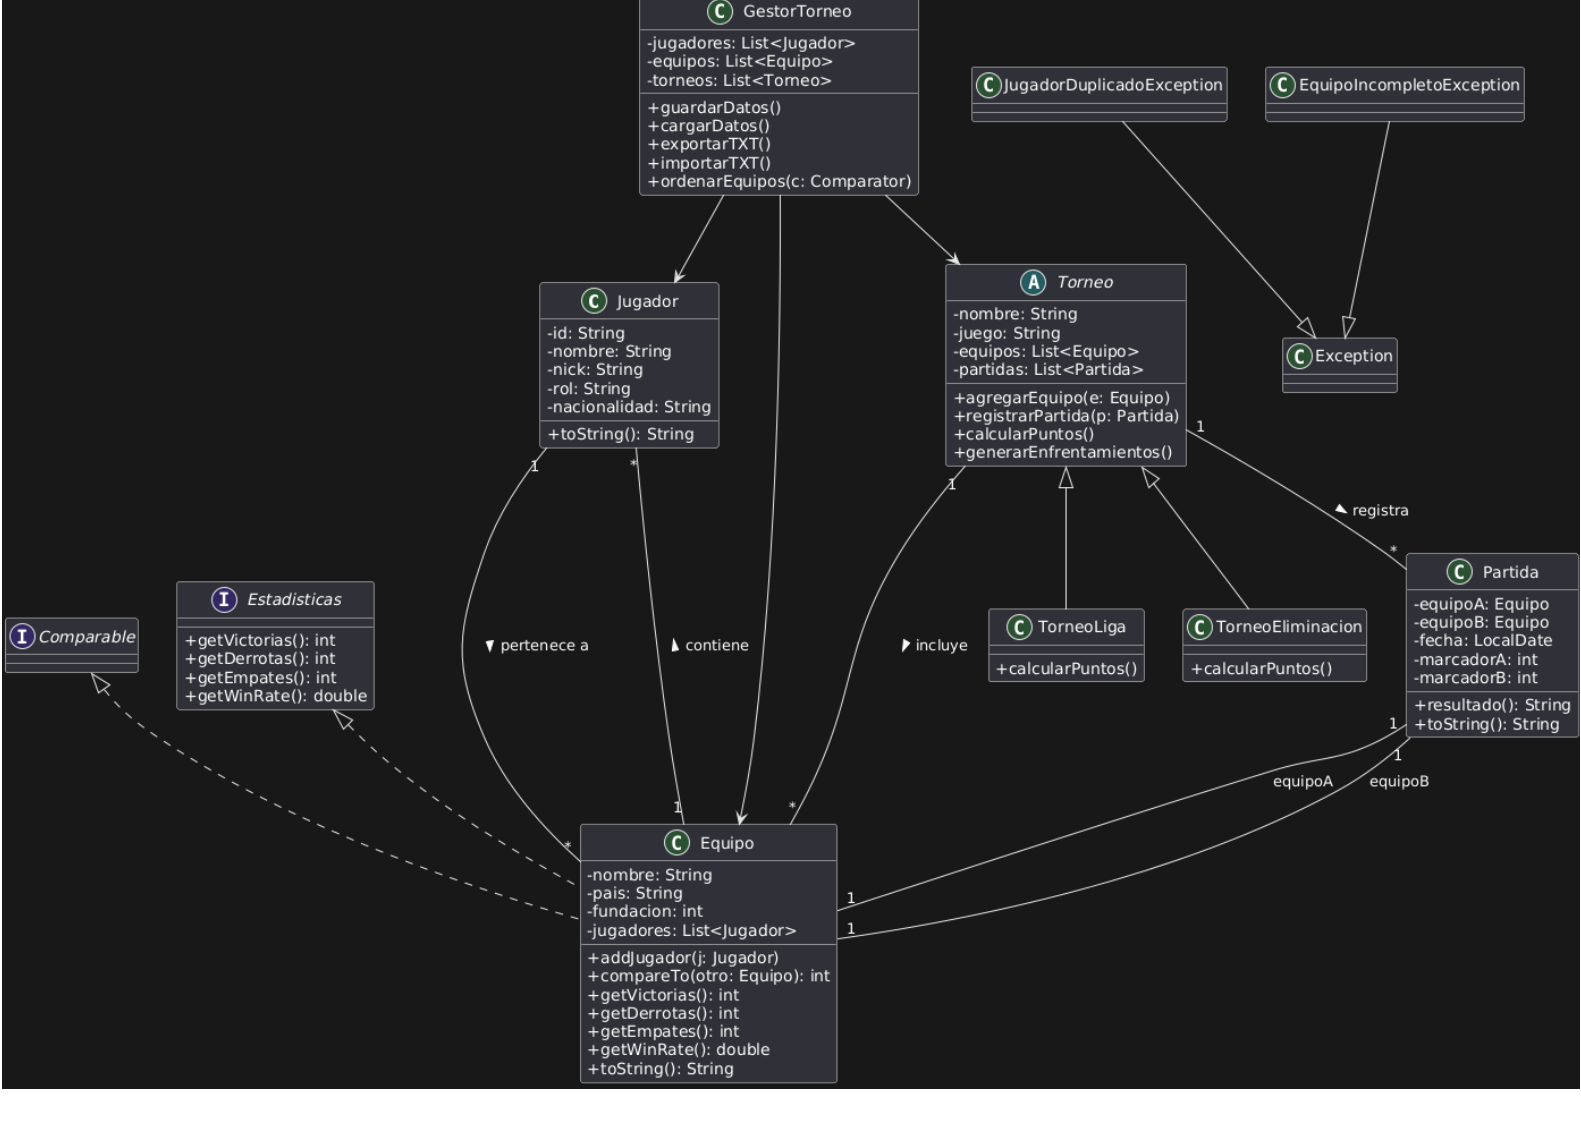 C GestorTorneo
-jugadores: List<Jugador>
-equipos: List<Equipo>
-torneos: List<Torneo>
+guardarDatos()
+cargarDatos()
+exportarTXT()
+importarTXT()
+ordenarEquipos(c: Comparator)
C JugadorDuplicadoException
C EquipoIncompletoException
C Jugador
-id: String
-nombre: String
-nick: String
-rol: String
-nacionalidad: String
+toString(): String
A Torneo
-nombre: String
-juego: String
-equipos: List<Equipo>
-partidas: List<Partida>
+agregarEquipo(e: Equipo)
+registrarPartida(p: Partida)
+calcularPuntos()
+generarEnfrentamientos()
C Exception
1
1
*
1
registra
*
I Comparable
I Estadisticas
+getVictorias(): int
+getDerrotas(): int
+getEmpates(): int
+getWinRate(): double
pertenece a
contiene
incluye
C TorneoLiga
+calcularPuntos()
C TorneoEliminacion
+calcularPuntos()
C Partida
-equipoA: Equipo
-equipoB: Equipo
-fecha: LocalDate
-marcadorA: int
-marcadorB: int
+resultado(): String
+toString(): String
1
1
equipoA
equipoB
*
1
*
1
1
C Equipo
-nombre: String
-pais: String
-fundacion: int
-jugadores: List<Jugador>
+addJugador(j: Jugador)
+compareTo(otro: Equipo): int
+getVictorias(): int
+getDerrotas(): int
+getEmpates(): int
+getWinRate(): double
+toString(): String